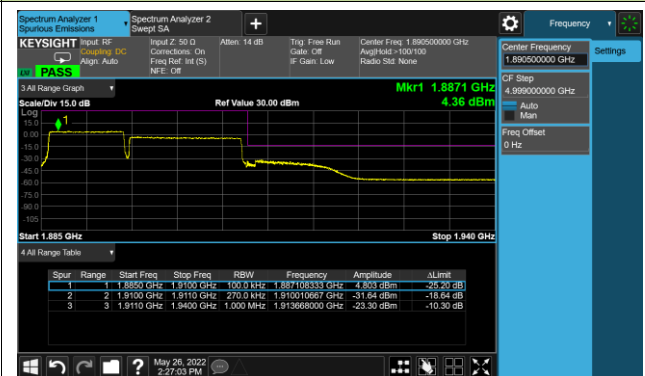 Spectrum Analyzer 1
Spurious Emissions
Spectrum Analyzer 2
Swept SA
Frequency
KEYSIGHT
Input: RF
Coupling: DC
Align: Auto
Input Z: 50 Ω
Corrections: On
Freq Ref: Int (S)
NFE: Off
Atten: 14 dB
Trig: Free Run
Gate: Off
IF Gain: Low
Center Freq: 1.890500000 GHz
Avg|Hold:>100/100
Radio Std: None
PASS
Center Frequency
1.890500000 GHz
Settings
CF Step
4.999000000 GHz
Auto
Man
Freq Offset
0 Hz
3 All Range Graph
Mkr1 1.8871 GHz
Scale/Div 15.0 dB
Ref Value 30.00 dBm
4.36 dBm
Log
15.0
0.00
-15.0
-30.0
-45.0
-60.0
-75.0
-90.0
-105
1
Start 1.885 GHz
Stop 1.940 GHz
4 All Range Table
Spur Range Start Freq Stop Freq RBW Frequency Amplitude ΔLimit
1 1 1.8850 GHz 1.9100 GHz 100.0 kHz 1.887108333 GHz 4.803 dBm -25.20 dB
2 2 1.9100 GHz 1.9110 GHz 270.0 kHz 1.910010667 GHz -31.64 dBm -18.64 dB
3 3 1.9110 GHz 1.9400 GHz 1.000 MHz 1.913668000 GHz -23.30 dBm -10.30 dB
May 26, 2022
2:27:03 PM